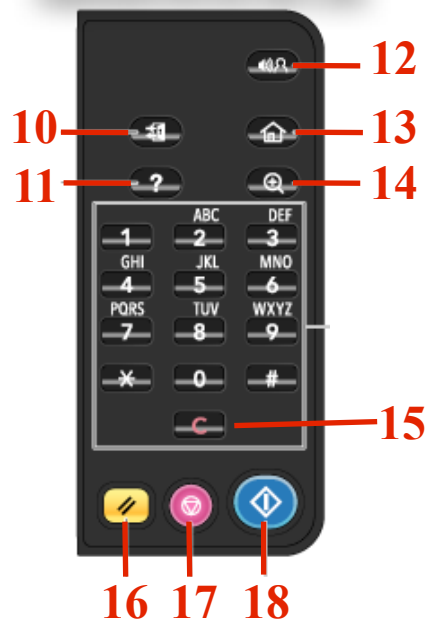 12
10 13
11 ? 14
ABC DEF
1 2 3
GHI JKL MNO
4 5 6
PQRS TUV WXYZ
7 8 9
* 0 #
C 15
16 17 18